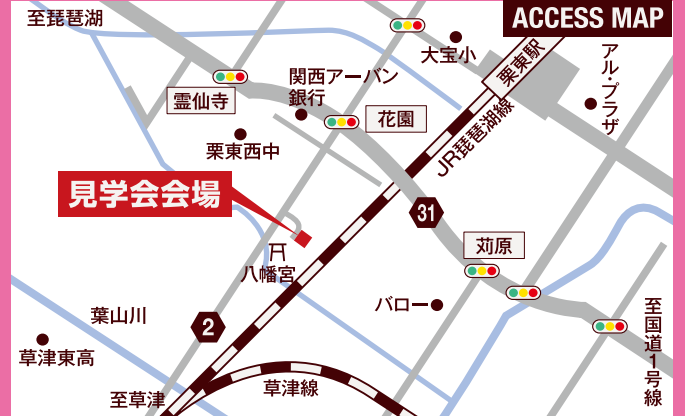 ACCESS MAP
至琵琶湖
大宝小
栗東駅
アル・プラザ
関西アーバン
銀行
霊仙寺
花園
栗東西中
JR琵琶湖線
見学会会場
31
苅原
八幡宮
バロー
2
葉山川
草津東高
至国道1号線
草津線
至草津